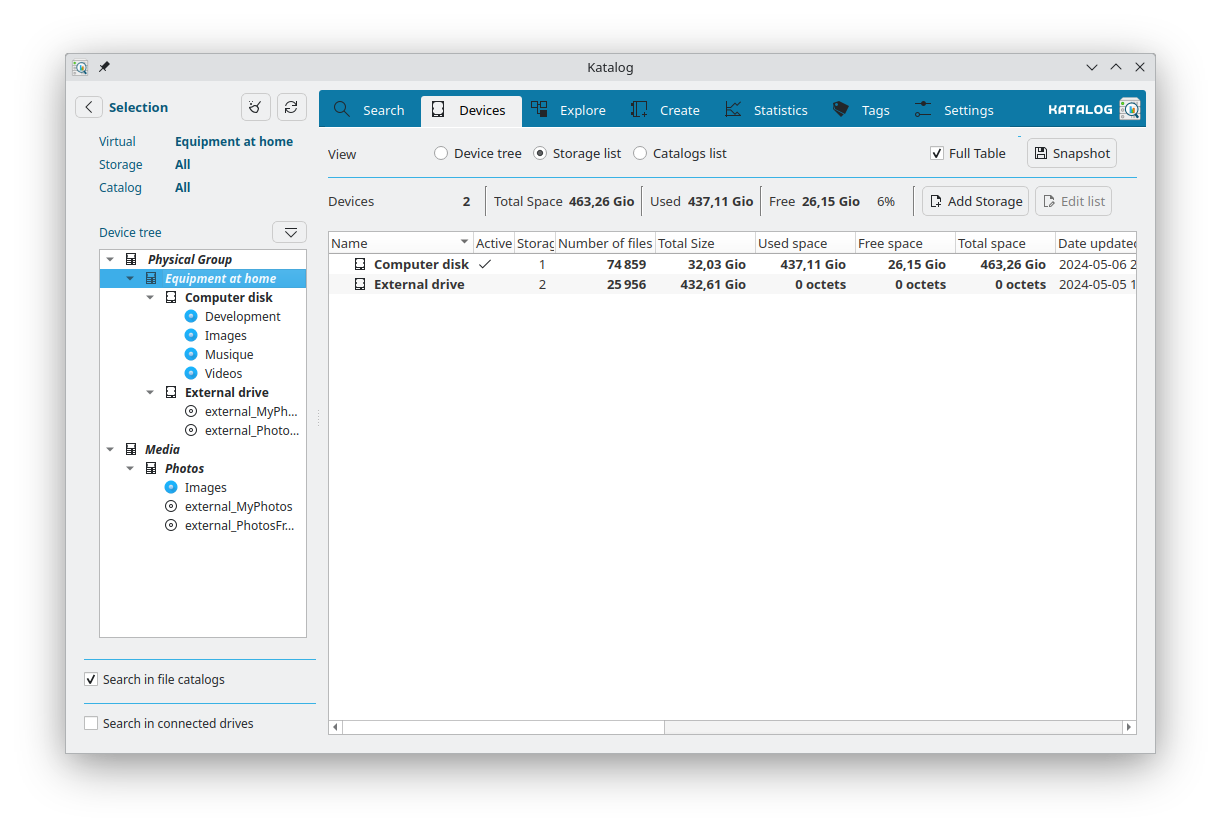 Katalog
Selection
Search Devices Explore Create Statistics Tags Settings KATALOG
Virtual Equipment at home
Storage All
Catalog All
View Device tree Storage list Catalogs list Full Table Snapshot
Devices 2 Total Space 463,26 Gio Used 437,11 Gio Free 26,15 Gio 6% Add Storage Edit list
Device tree
Physical Group
Equipment at home
Computer disk
Development
Images
Musique
Videos
External drive
external_MyPh...
external_Photo...
Media
Photos
Images
external_MyPhotos
external_PhotosFr...
Search in file catalogs
Search in connected drives
Name Active Storag Number of files Total Size Used space Free space Total space Date updated
Computer disk 1 74 859 32,03 Gio 437,11 Gio 26,15 Gio 463,26 Gio 2024-05-06 2
External drive 2 25 956 432,61 Gio 0 octets 0 octets 0 octets 2024-05-05 1